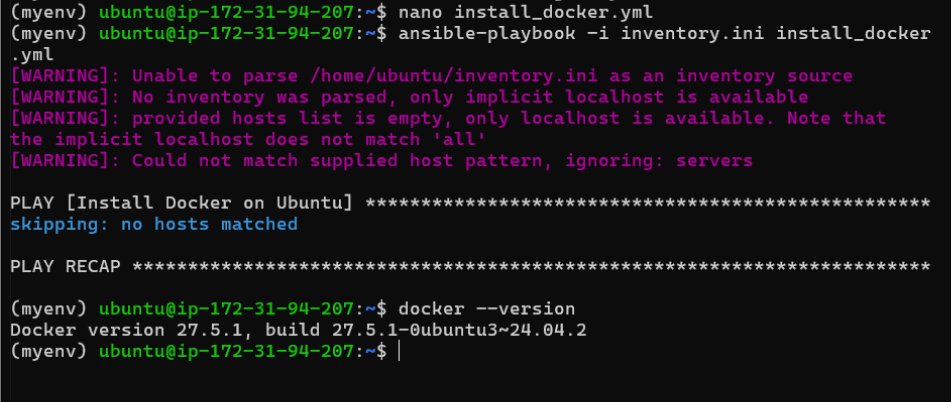 (myenv) ubuntu@ip-172-31-94-207:~$ nano install_docker.yml
(myenv) ubuntu@ip-172-31-94-207:~$ ansible-playbook -i inventory.ini install_docker
.yml
[WARNING]: Unable to parse /home/ubuntu/inventory.ini as an inventory source
[WARNING]: No inventory was parsed, only implicit localhost is available
[WARNING]: provided hosts list is empty, only localhost is available. Note that
the implicit localhost does not match 'all'
[WARNING]: Could not match supplied host pattern, ignoring: servers
PLAY [Install Docker on Ubuntu] ***************************************************
skipping: no hosts matched
PLAY RECAP ************************************************************************
(myenv) ubuntu@ip-172-31-94-207:~$ docker --version
Docker version 27.5.1, build 27.5.1-0ubuntu3~24.04.2
(myenv) ubuntu@ip-172-31-94-207:~$